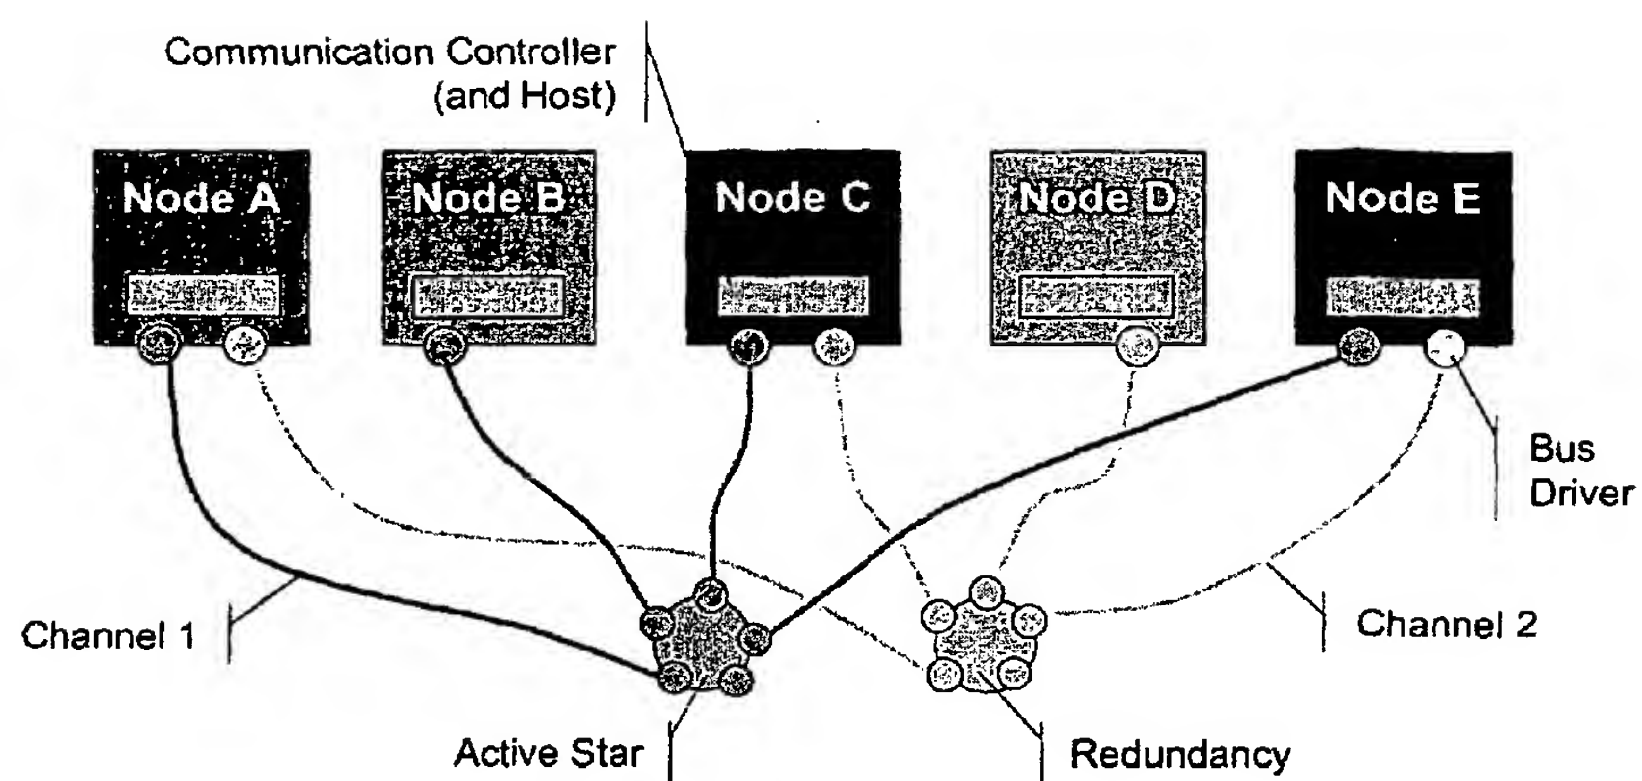 Communication Controller
(and Host)
Node A
Node B
Node C
Node D
Node E
Bus
Driver
Channel 1
Channel 2
Active Star
Redundancy